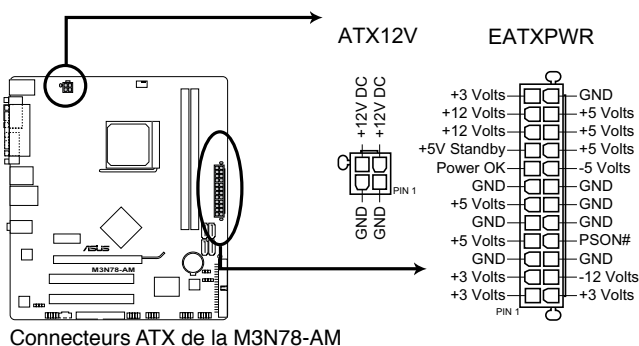 ATX12V
EATXPWR
+12V DC
+12V DC
GND
GND
PIN 1
+3 Volts
GND
+12 Volts
+5 Volts
+12 Volts
+5 Volts
+5V Standby
+5 Volts
Power OK
-5 Volts
GND
GND
+5 Volts
GND
GND
GND
+5 Volts
PSON#
GND
GND
+3 Volts
-12 Volts
+3 Volts
+3 Volts
PIN 1
ASUS
M3N78-AM
Connecteurs ATX de la M3N78-AM